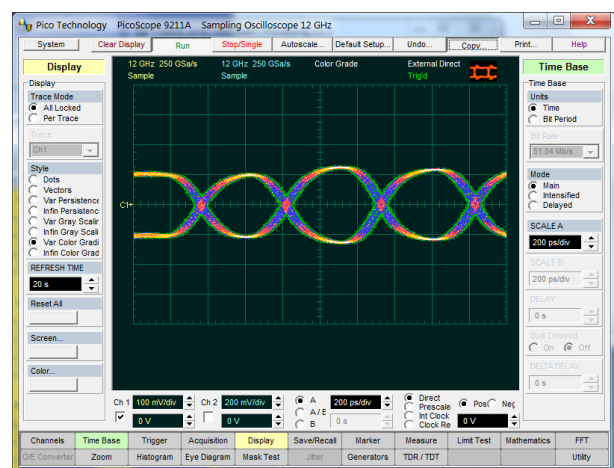 Pico Technology PicoScope 9211A Sampling Oscilloscope 12 GHz
System Clear Display Run Stop/Single Autoscale... Default Setup... Undo... Copy... Print... Help
Display
12 GHz 250 GSa/s 12 GHz 250 GSa/s Color Grade External Direct
Sample Sample Trig'd
Time Base
Display
Trace Mode
All Locked
Per Trace
Trace
Ch1
Style
Dots
Vectors
Var Persistence
Infin Persistenc
Var Gray Scalin
Infin Gray Scali
Var Color Gradi
Infin Color Grad
REFRESH TIME
20 s
Reset All
Screen...
Color...
C1
Time Base
Units
Time
Bit Period
Bit Rate
51.84 Mb/s
Mode
Main
Intensified
Delayed
SCALE A
200 ps/div
SCALE B
200 ps/div
DELAY
0 s
Dual Delayed
On Off
DELTA DELAY
0 s
Ch 1 100 mV/div Ch 2 200 mV/div A 200 ps/div Direct
A / E Prescale Pos Neg
0 V 0 V B 0 s Int Clock 0 V
Clock Re
Channels Time Base Trigger Acquisition Display Save/Recall Marker Measure Limit Test Mathematics FFT
O/E Converter Zoom Histogram Eye Diagram Mask Test Jitter Generators TDR / TDT Utility